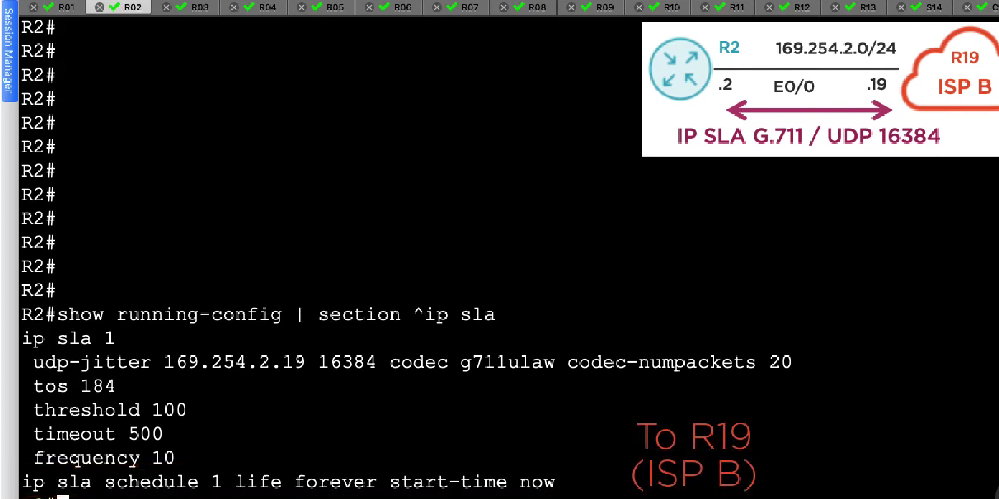 Session Manager
R01 R02 R03 R04 R05 R06 R07 R08 R09 R10 R11 R12 R13 S14
R2#
R2#
R2#
R2#
R2#
R2#
R2#
R2#
R2#
R2#
R2#
R2#
R2#show running-config | section ^ip sla
ip sla 1
udp-jitter 169.254.2.19 16384 codec g711ulaw codec-numpackets 20
tos 184
threshold 100
timeout 500
frequency 10
ip sla schedule 1 life forever start-time now
R2 169.254.2.0/24 R19
.2 E0/0 .19 ISP B
IP SLA G.711 / UDP 16384
To R19
(ISP B)